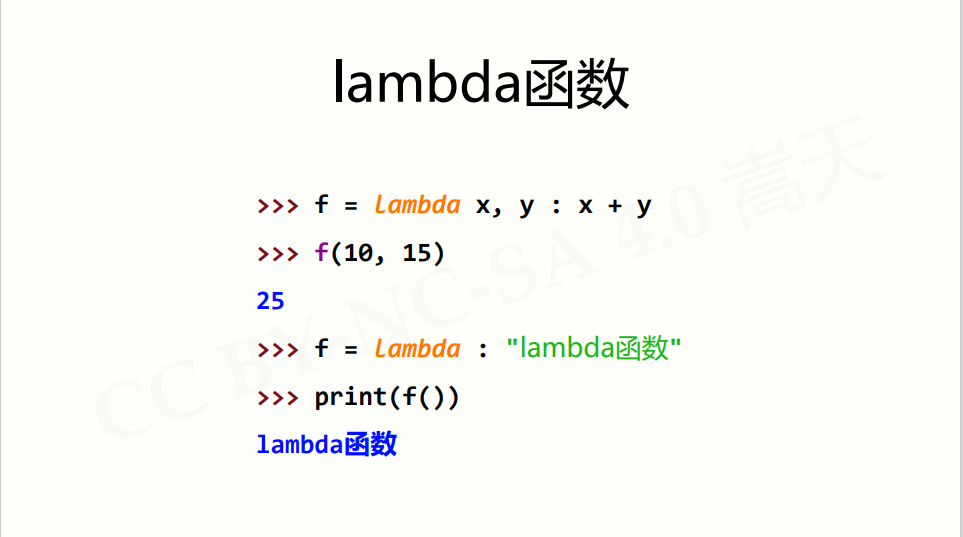 lambda函数
>>> f = lambda x, y : x + y
>>> f(10, 15)
25
>>> f = lambda : "lambda函数"
>>> print(f())
lambda函数
CC BY-NC-SA 4.0 嵩天